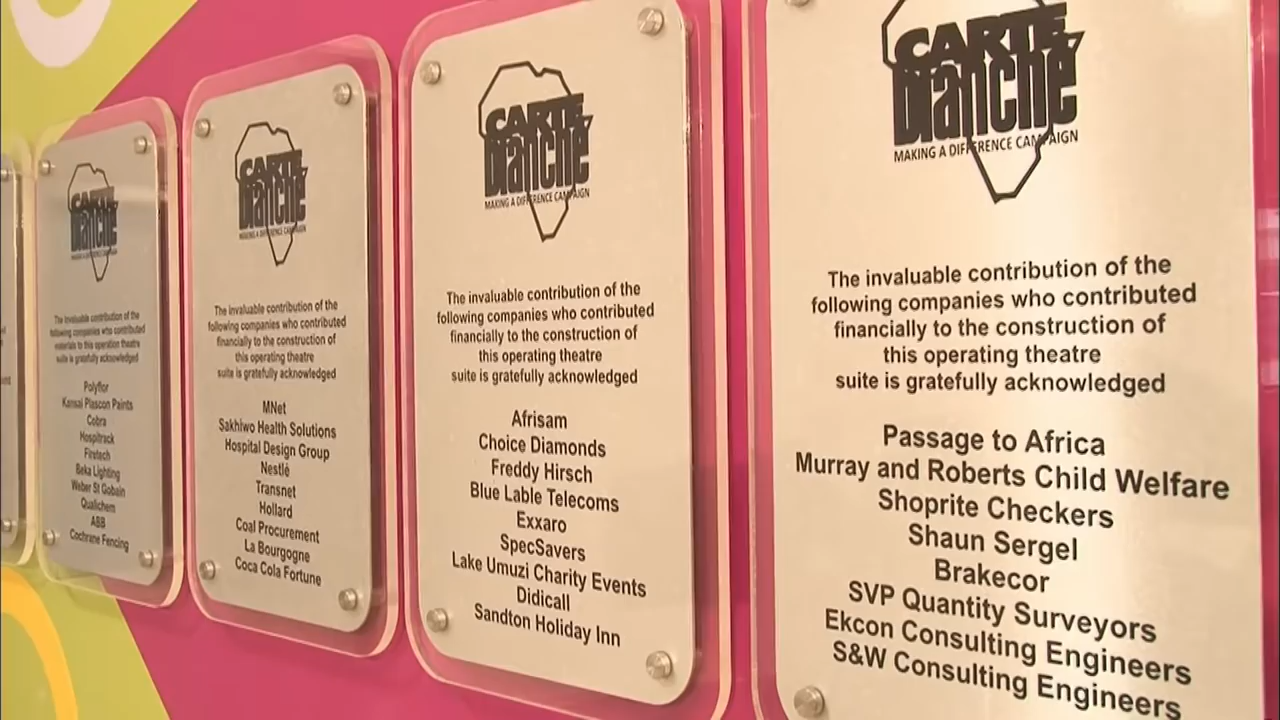 CARTE
blanche
MAKING A DIFFERENCE CAMPAIGN
The invaluable contribution of the
following companies who contributed
materials to this operation theatre
suite is gratefully acknowledged
Polyflor
Kansai Plascon Paints
Cobra
Hospitrack
Firetech
Beka Lighting
Weber St Gobain
Qualichem
ABB
Cochrane Fencing
CARTE
blanche
MAKING A DIFFERENCE CAMPAIGN
The invaluable contribution of the
following companies who contributed
financially to the construction of
this operating theatre
suite is gratefully acknowledged
MNet
Sakhiwo Health Solutions
Hospital Design Group
Nestlé
Transnet
Hollard
Coal Procurement
La Bourgogne
Coca Cola Fortune
CARTE
blanche
MAKING A DIFFERENCE CAMPAIGN
The invaluable contribution of the
following companies who contributed
financially to the construction of
this operating theatre
suite is gratefully acknowledged
Afrisam
Choice Diamonds
Freddy Hirsch
Blue Lable Telecoms
Exxaro
SpecSavers
Lake Umuzi Charity Events
Didicall
Sandton Holiday Inn
CARTE
blanche
MAKING A DIFFERENCE CAMPAIGN
The invaluable contribution of the
following companies who contributed
financially to the construction of
this operating theatre
suite is gratefully acknowledged
Passage to Africa
Murray and Roberts Child Welfare
Shoprite Checkers
Shaun Sergel
Brakecor
SVP Quantity Surveyors
Ekcon Consulting Engineers
S&W Consulting Engineers